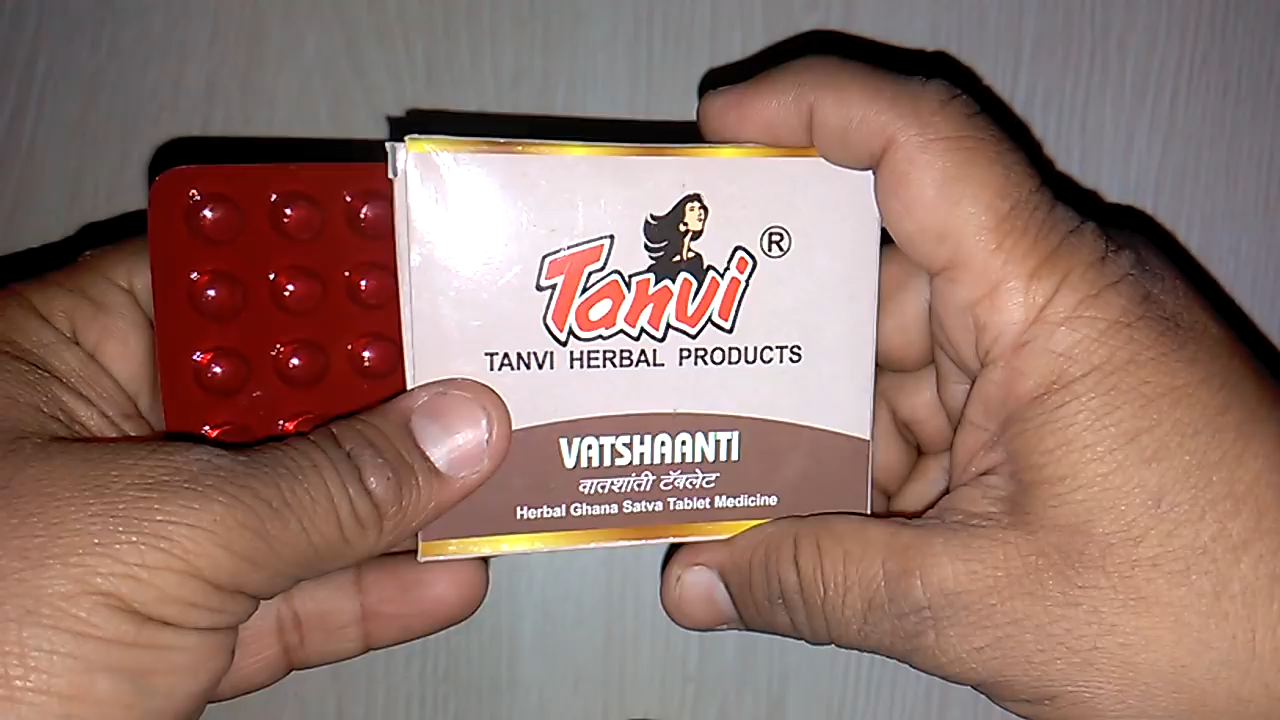 Tanvi ®
TANVI HERBAL PRODUCTS
VATSHAANTI
वातशांती टॅबलेट
Herbal Ghana Satva Tablet Medicine